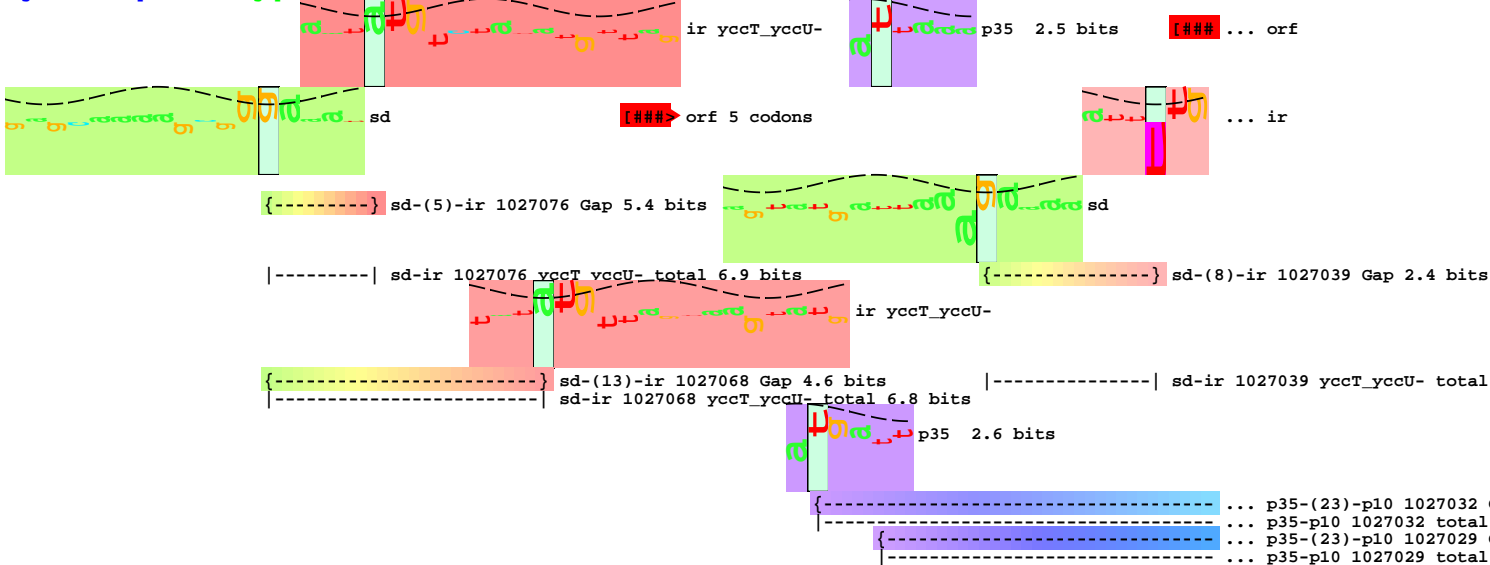 ir yccT_yccU-
p35 2.5 bits
[### ... orf
sd
[###> orf 5 codons
... ir
{---------} sd-(5)-ir 1027076 Gap 5.4 bits
sd
|---------| sd-ir 1027076 yccT_yccU- total 6.9 bits
{--------------} sd-(8)-ir 1027039 Gap 2.4 bits
ir yccT_yccU-
{-----------------------} sd-(13)-ir 1027068 Gap 4.6 bits
|--------------| sd-ir 1027039 yccT_yccU- total
|-----------------------| sd-ir 1027068 yccT_yccU- total 6.8 bits
p35 2.6 bits
{--------------------------------- ... p35-(23)-p10 1027032
|--------------------------------- ... p35-p10 1027032 total
{---------------------------- ... p35-(23)-p10 1027029
|---------------------------- ... p35-p10 1027029 total